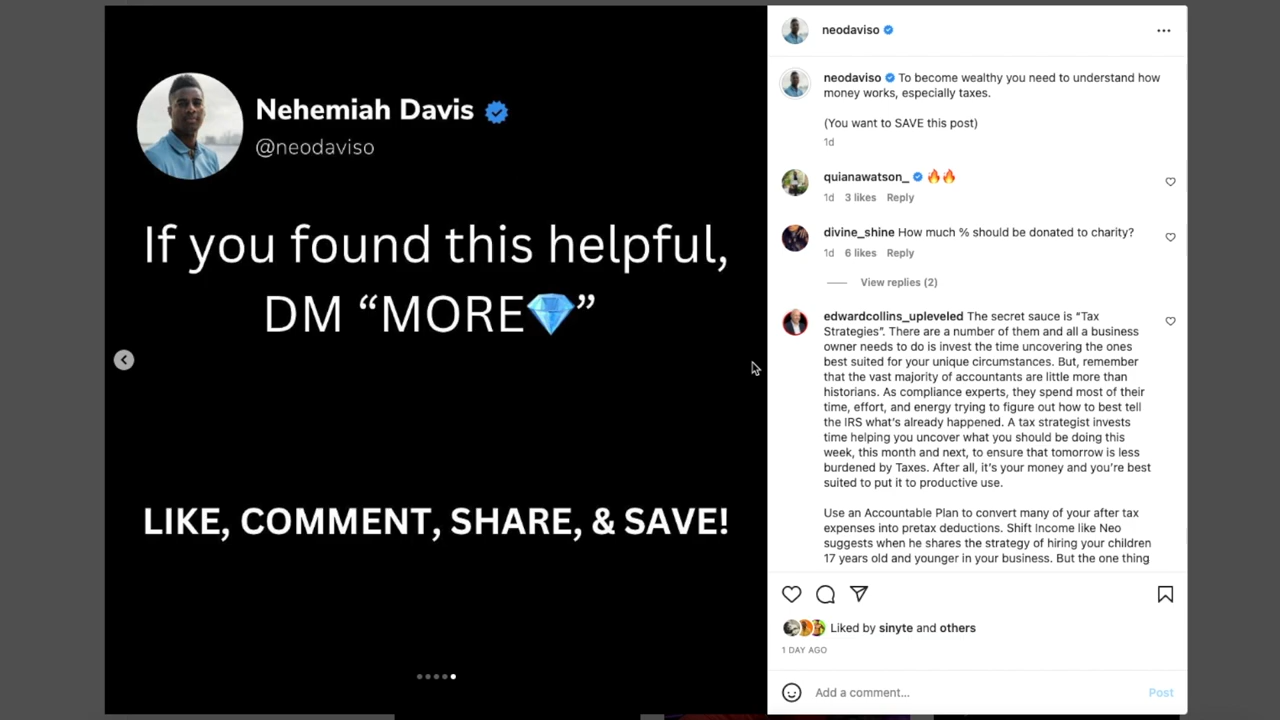 Nehemiah Davis
@neodaviso
If you found this helpful,
DM “MORE💎”
LIKE, COMMENT, SHARE, & SAVE!
neodaviso
neodaviso To become wealthy you need to understand how
money works, especially taxes.
(You want to SAVE this post)
1d
quianawatson_ 🔥🔥
1d 3 likes Reply
divine_shine How much % should be donated to charity?
1d 6 likes Reply
View replies (2)
edwardcollins_upleveled The secret sauce is “Tax
Strategies”. There are a number of them and all a business
owner needs to do is invest the time uncovering the ones
best suited for your unique circumstances. But, remember
that the vast majority of accountants are little more than
historians. As compliance experts, they spend most of their
time, effort, and energy trying to figure out how to best tell
the IRS what’s already happened. A tax strategist invests
time helping you uncover what you should be doing this
week, this month and next, to ensure that tomorrow is less
burdened by Taxes. After all, it’s your money and you’re best
suited to put it to productive use.
Use an Accountable Plan to convert many of your after tax
expenses into pretax deductions. Shift Income like Neo
suggests when he shares the strategy of hiring your children
17 years old and younger in your business. But the one thing
Liked by sinyte and others
1 DAY AGO
Add a comment...
Post